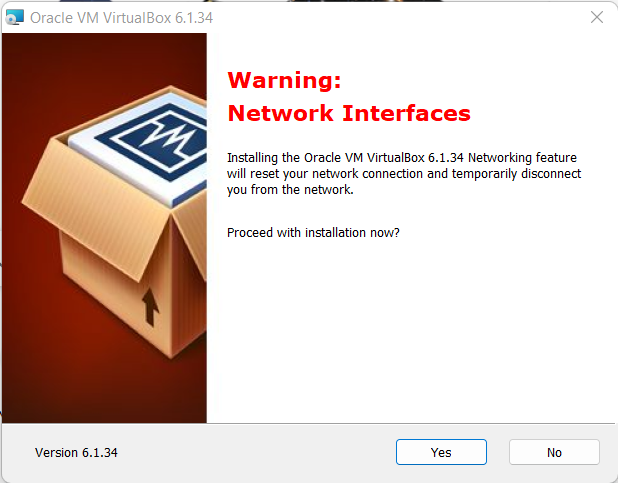 Oracle VM VirtualBox 6.1.34
Warning:
Network Interfaces
Installing the Oracle VM VirtualBox 6.1.34 Networking feature
will reset your network connection and temporarily disconnect
you from the network.
Proceed with installation now?
Version 6.1.34
Yes
No